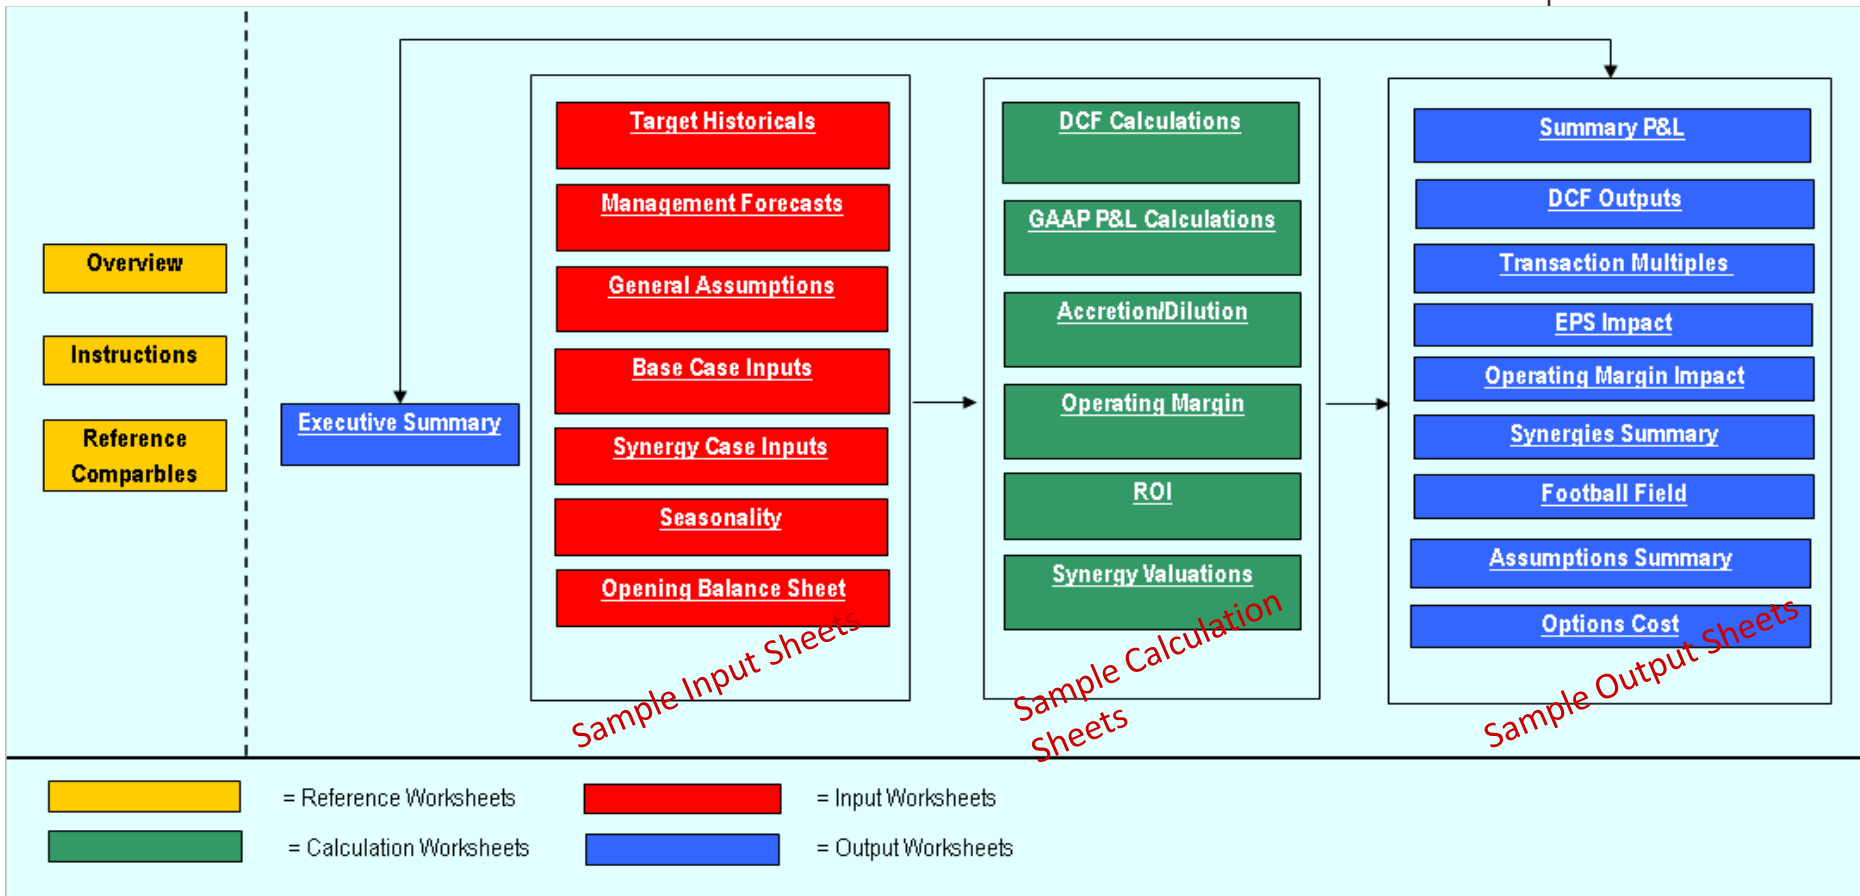 Overview
Instructions
Reference
Comparbles
Executive Summary
Target Historicals
Management Forecasts
General Assumptions
Base Case Inputs
Synergy Case Inputs
Seasonality
Opening Balance Sheet
Sample Input Sheets
DCF Calculations
GAAP P&L Calculations
Accretion/Dilution
Operating Margin
ROI
Synergy Valuations
Sample Calculation
Sheets
Summary P&L
DCF Outputs
Transaction Multiples
EPS Impact
Operating Margin Impact
Synergies Summary
Football Field
Assumptions Summary
Options Cost
Sample Output Sheets
= Reference Worksheets
= Input Worksheets
= Calculation Worksheets
= Output Worksheets